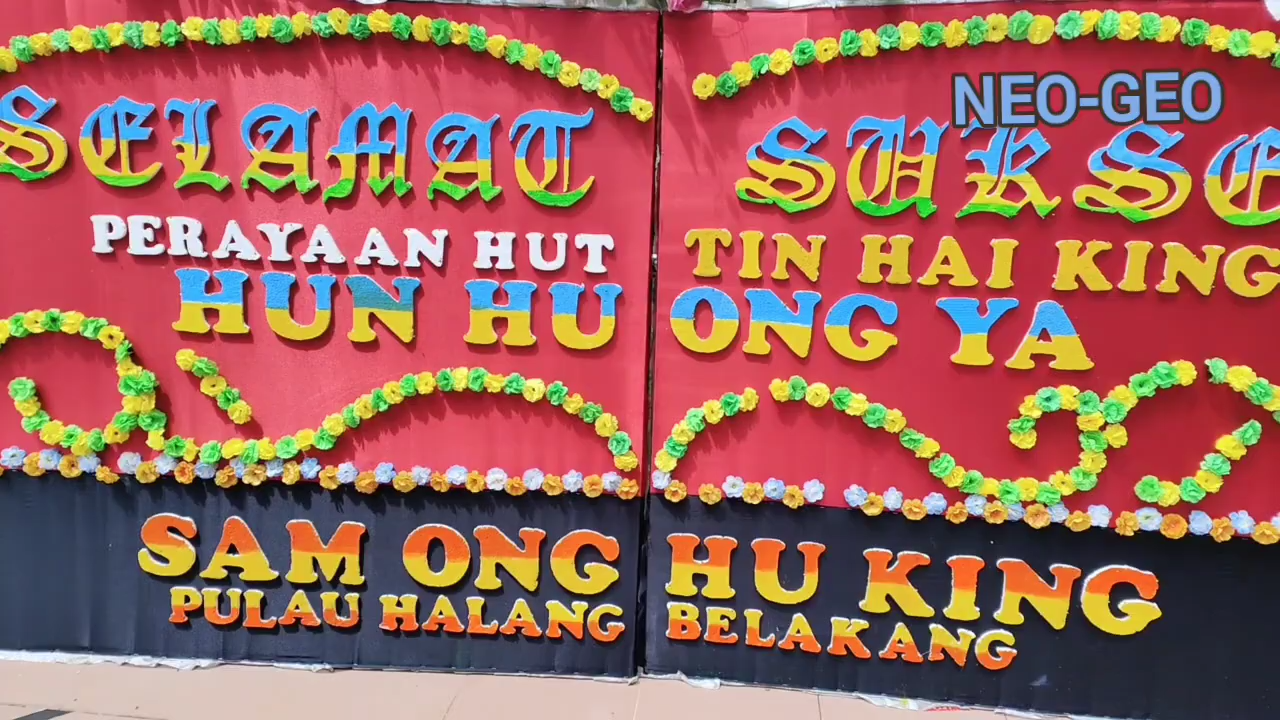 NEO-GEO
SELAMAT SUKSE
PERAYAAN HUT TIN HAI KING
HUN HU ONG YA
SAM ONG HU KING
PULAU HALANG BELAKANG